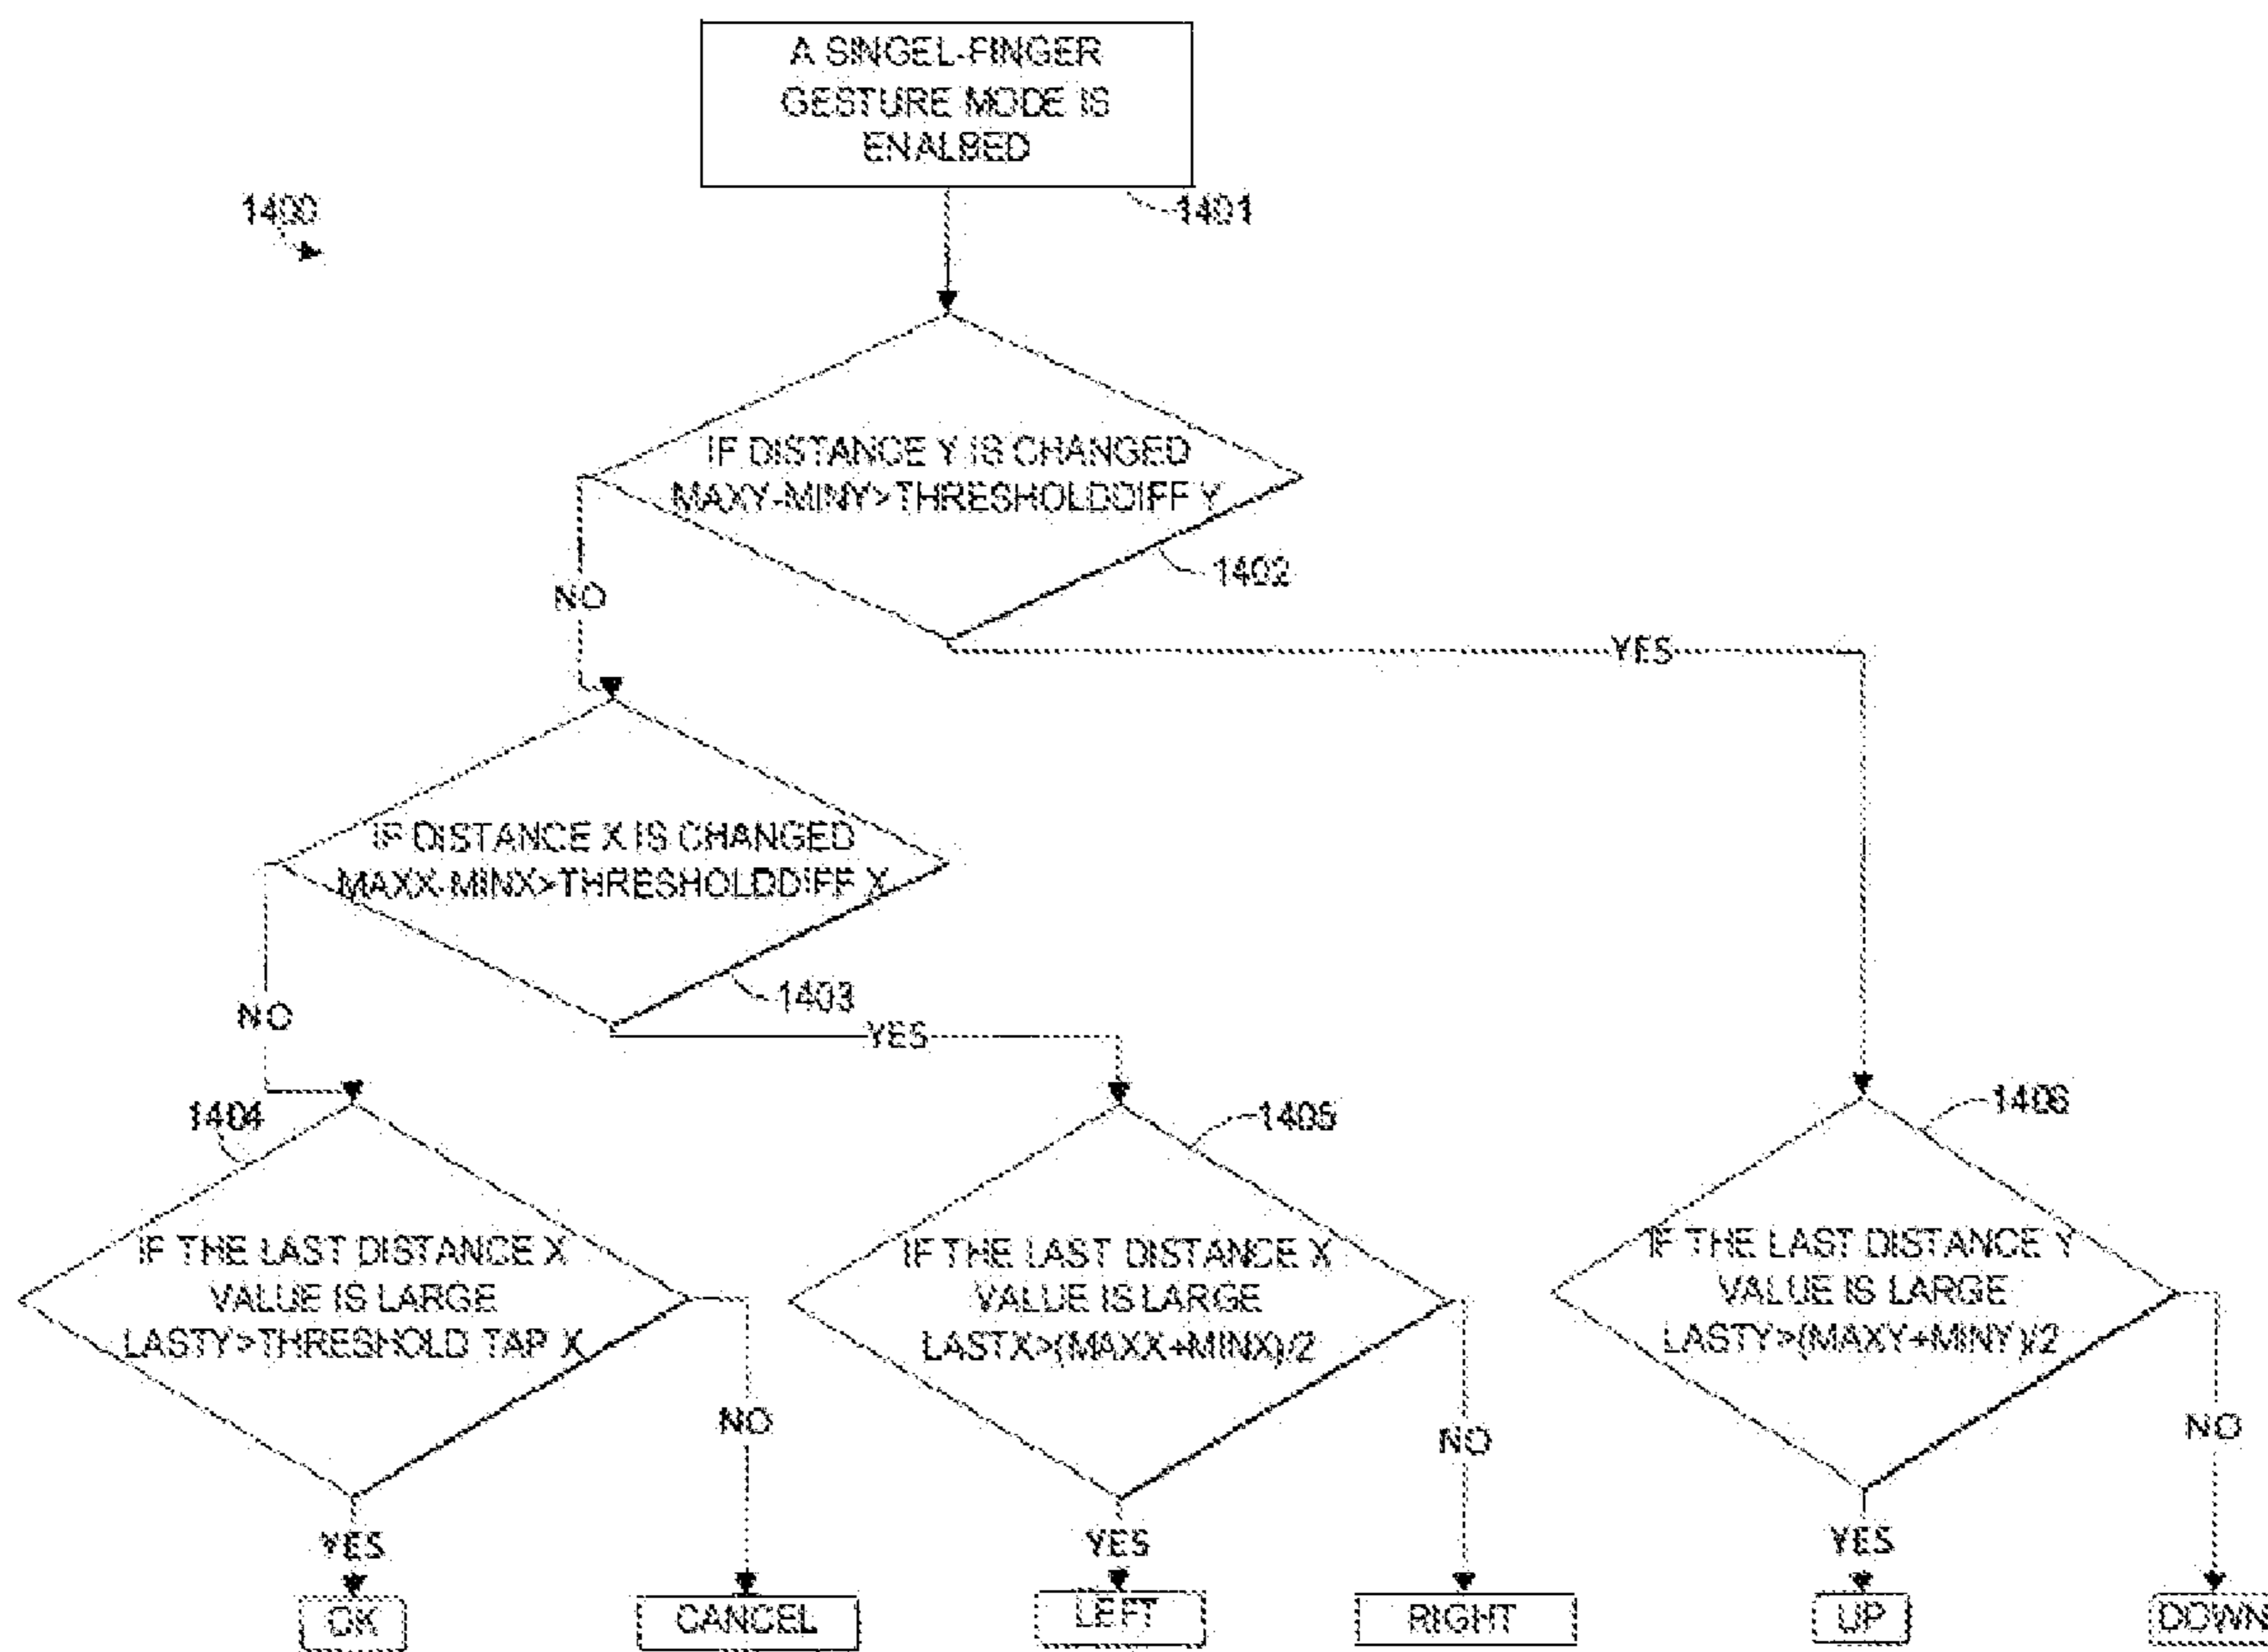 A SINGEL-FINGER
GESTURE MODE IS
ENALBED
1400
1401
IF DISTANCE Y IS CHANGED
MAXY-MINY>THRESHOLDDIFF Y
1402
NO
YES
IF DISTANCE X IS CHANGED
MAXX-MINX>THRESHOLDDIFF X
1403
NO
YES
1404
1405
1406
IF THE LAST DISTANCE X
VALUE IS LARGE
LASTY>THRESHOLD TAP X
IF THE LAST DISTANCE X
VALUE IS LARGE
LASTX>(MAXX+MINX)/2
IF THE LAST DISTANCE Y
VALUE IS LARGE
LASTY>(MAXY+MINY)/2
NO
NO
NO
YES
YES
YES
OK
CANCEL
LEFT
RIGHT
UP
DOWN